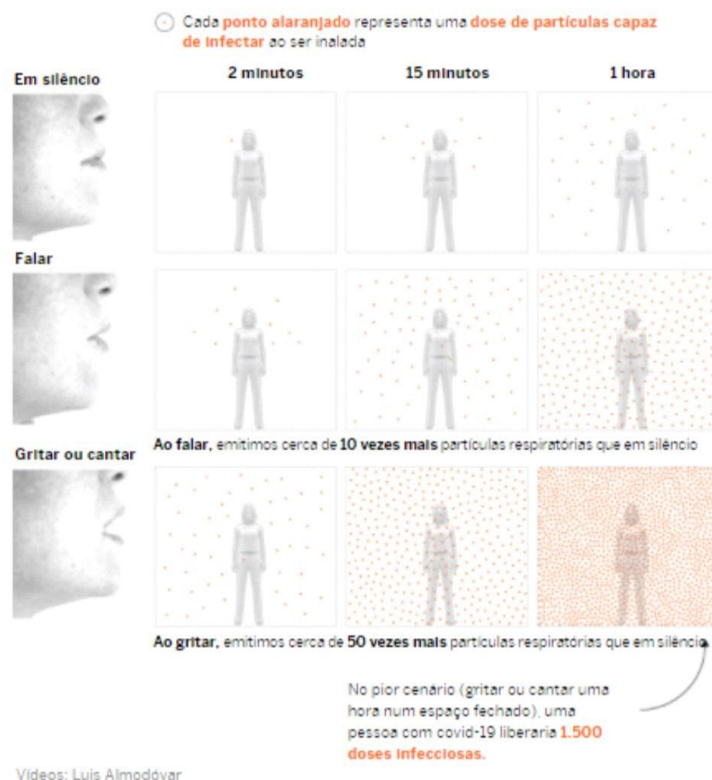 Cada ponto alaranjado representa uma dose de partículas capaz
de infectar ao ser inalada
Em silêncio
2 minutos
15 minutos
1 hora
Falar
Ao falar, emitimos cerca de 10 vezes mais partículas respiratórias que em silêncio
Gritar ou cantar
Ao gritar, emitimos cerca de 50 vezes mais partículas respiratórias que em silêncio
No pior cenário (gritar ou cantar uma
hora num espaço fechado), uma
pessoa com covid-19 liberaria 1.500
doses infecciosas.
Vídeos: Luis Almodóvar